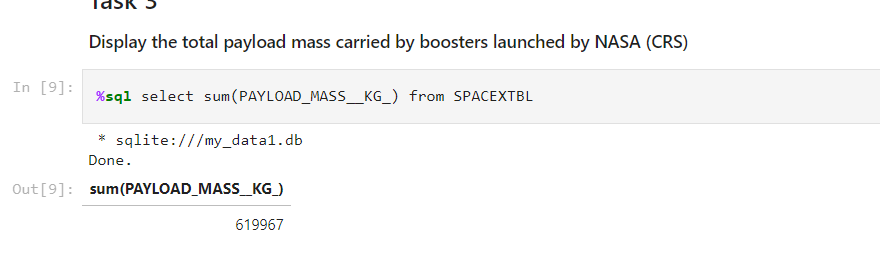 Task 3
Display the total payload mass carried by boosters launched by NASA (CRS)
In [9]: %sql select sum(PAYLOAD_MASS__KG_) from SPACEXTBL
* sqlite:///my_data1.db
Done.
Out[9]: sum(PAYLOAD_MASS__KG_)
619967